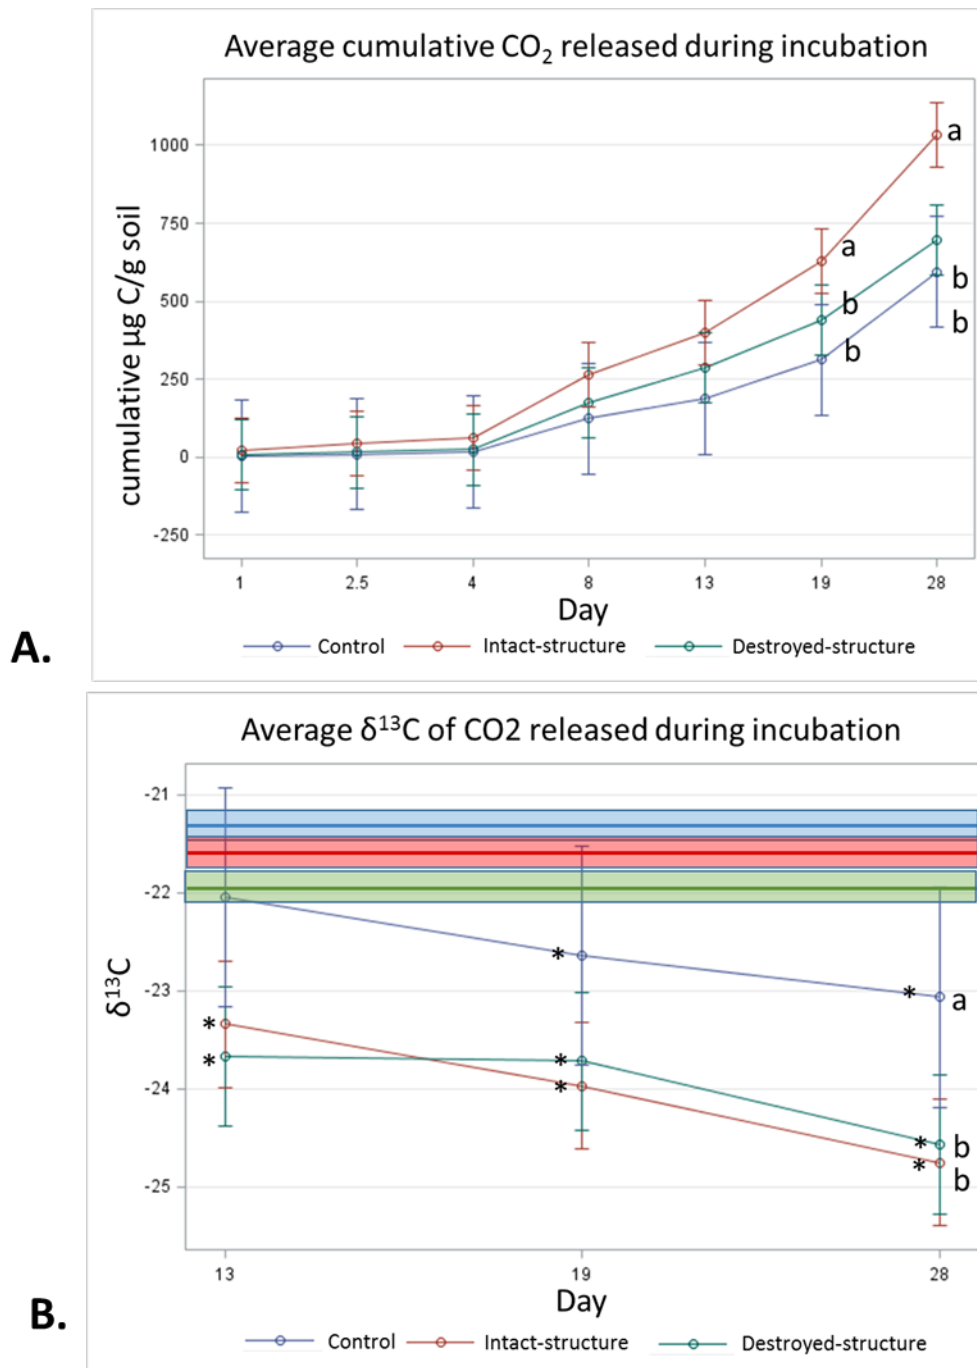 Average cumulative CO₂ released during incubation
cumulative µg C/g soil
1000
750
500
250
0
-250
a
a
b
b
b
b
1 2.5 4 8 13 19 28
Day
A.
Control Intact-structure Destroyed-structure
Average δ¹³C of CO2 released during incubation
δ¹³C
-21
-22
-23
-24
-25
*
*
*
*
*
*
*
*
a
b
b
13 19 28
Day
B.
Control Intact-structure Destroyed-structure